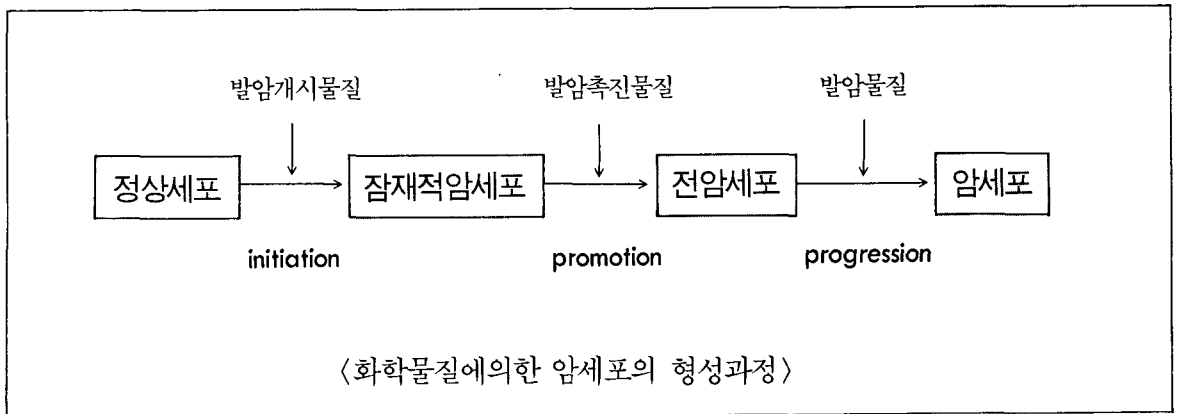 발암개시물질 발암촉진물질 발암물질
정상세포 잠재적암세포 전암세포 암세포
initiation promotion progression
〈화학물질에의한 암세포의 형성과정〉